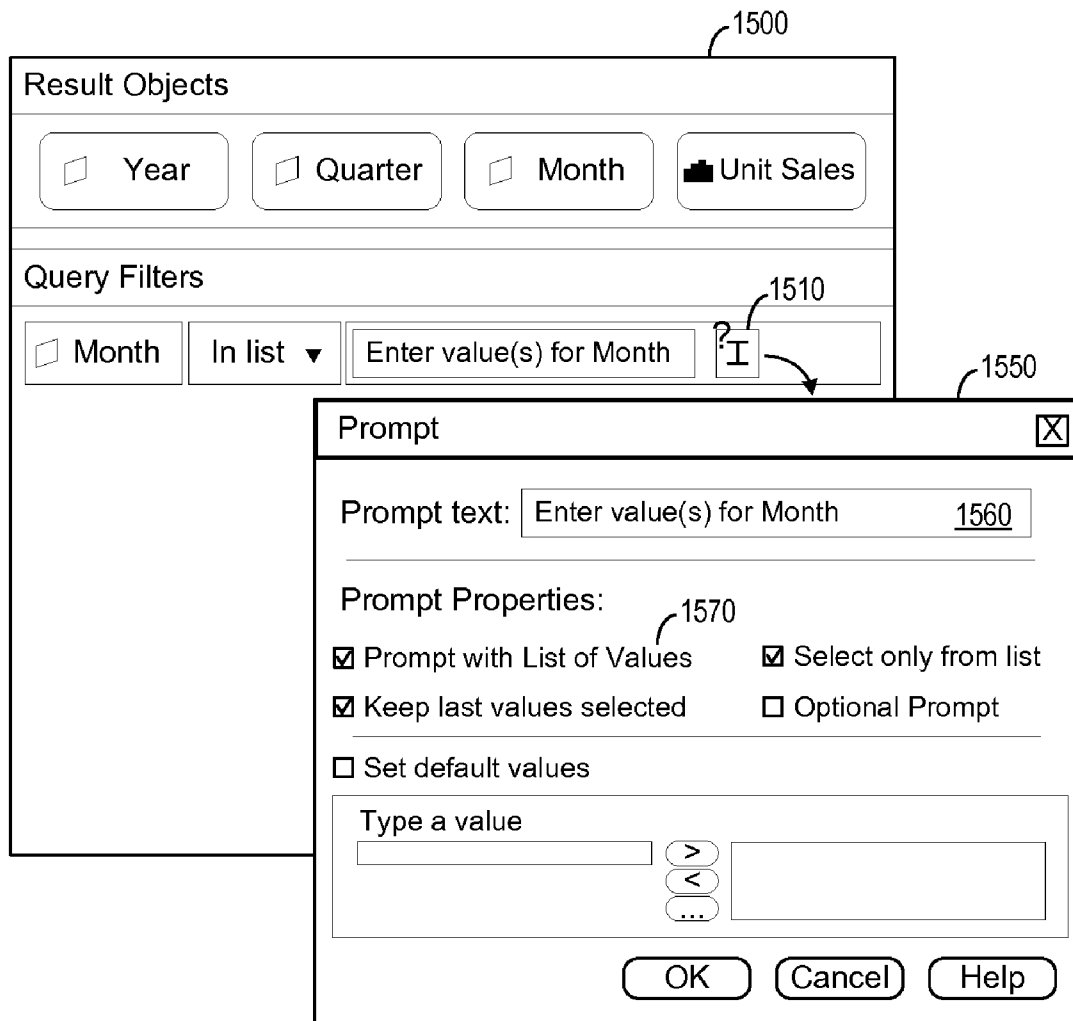 1500
Result Objects
Year Quarter Month Unit Sales
Query Filters
1510
Month In list ▼ Enter value(s) for Month ?I
1550
Prompt X
Prompt text: Enter value(s) for Month 1560
Prompt Properties:
1570
Prompt with List of Values Select only from list
Keep last values selected Optional Prompt
Set default values
Type a value
>
<
...
OK Cancel Help